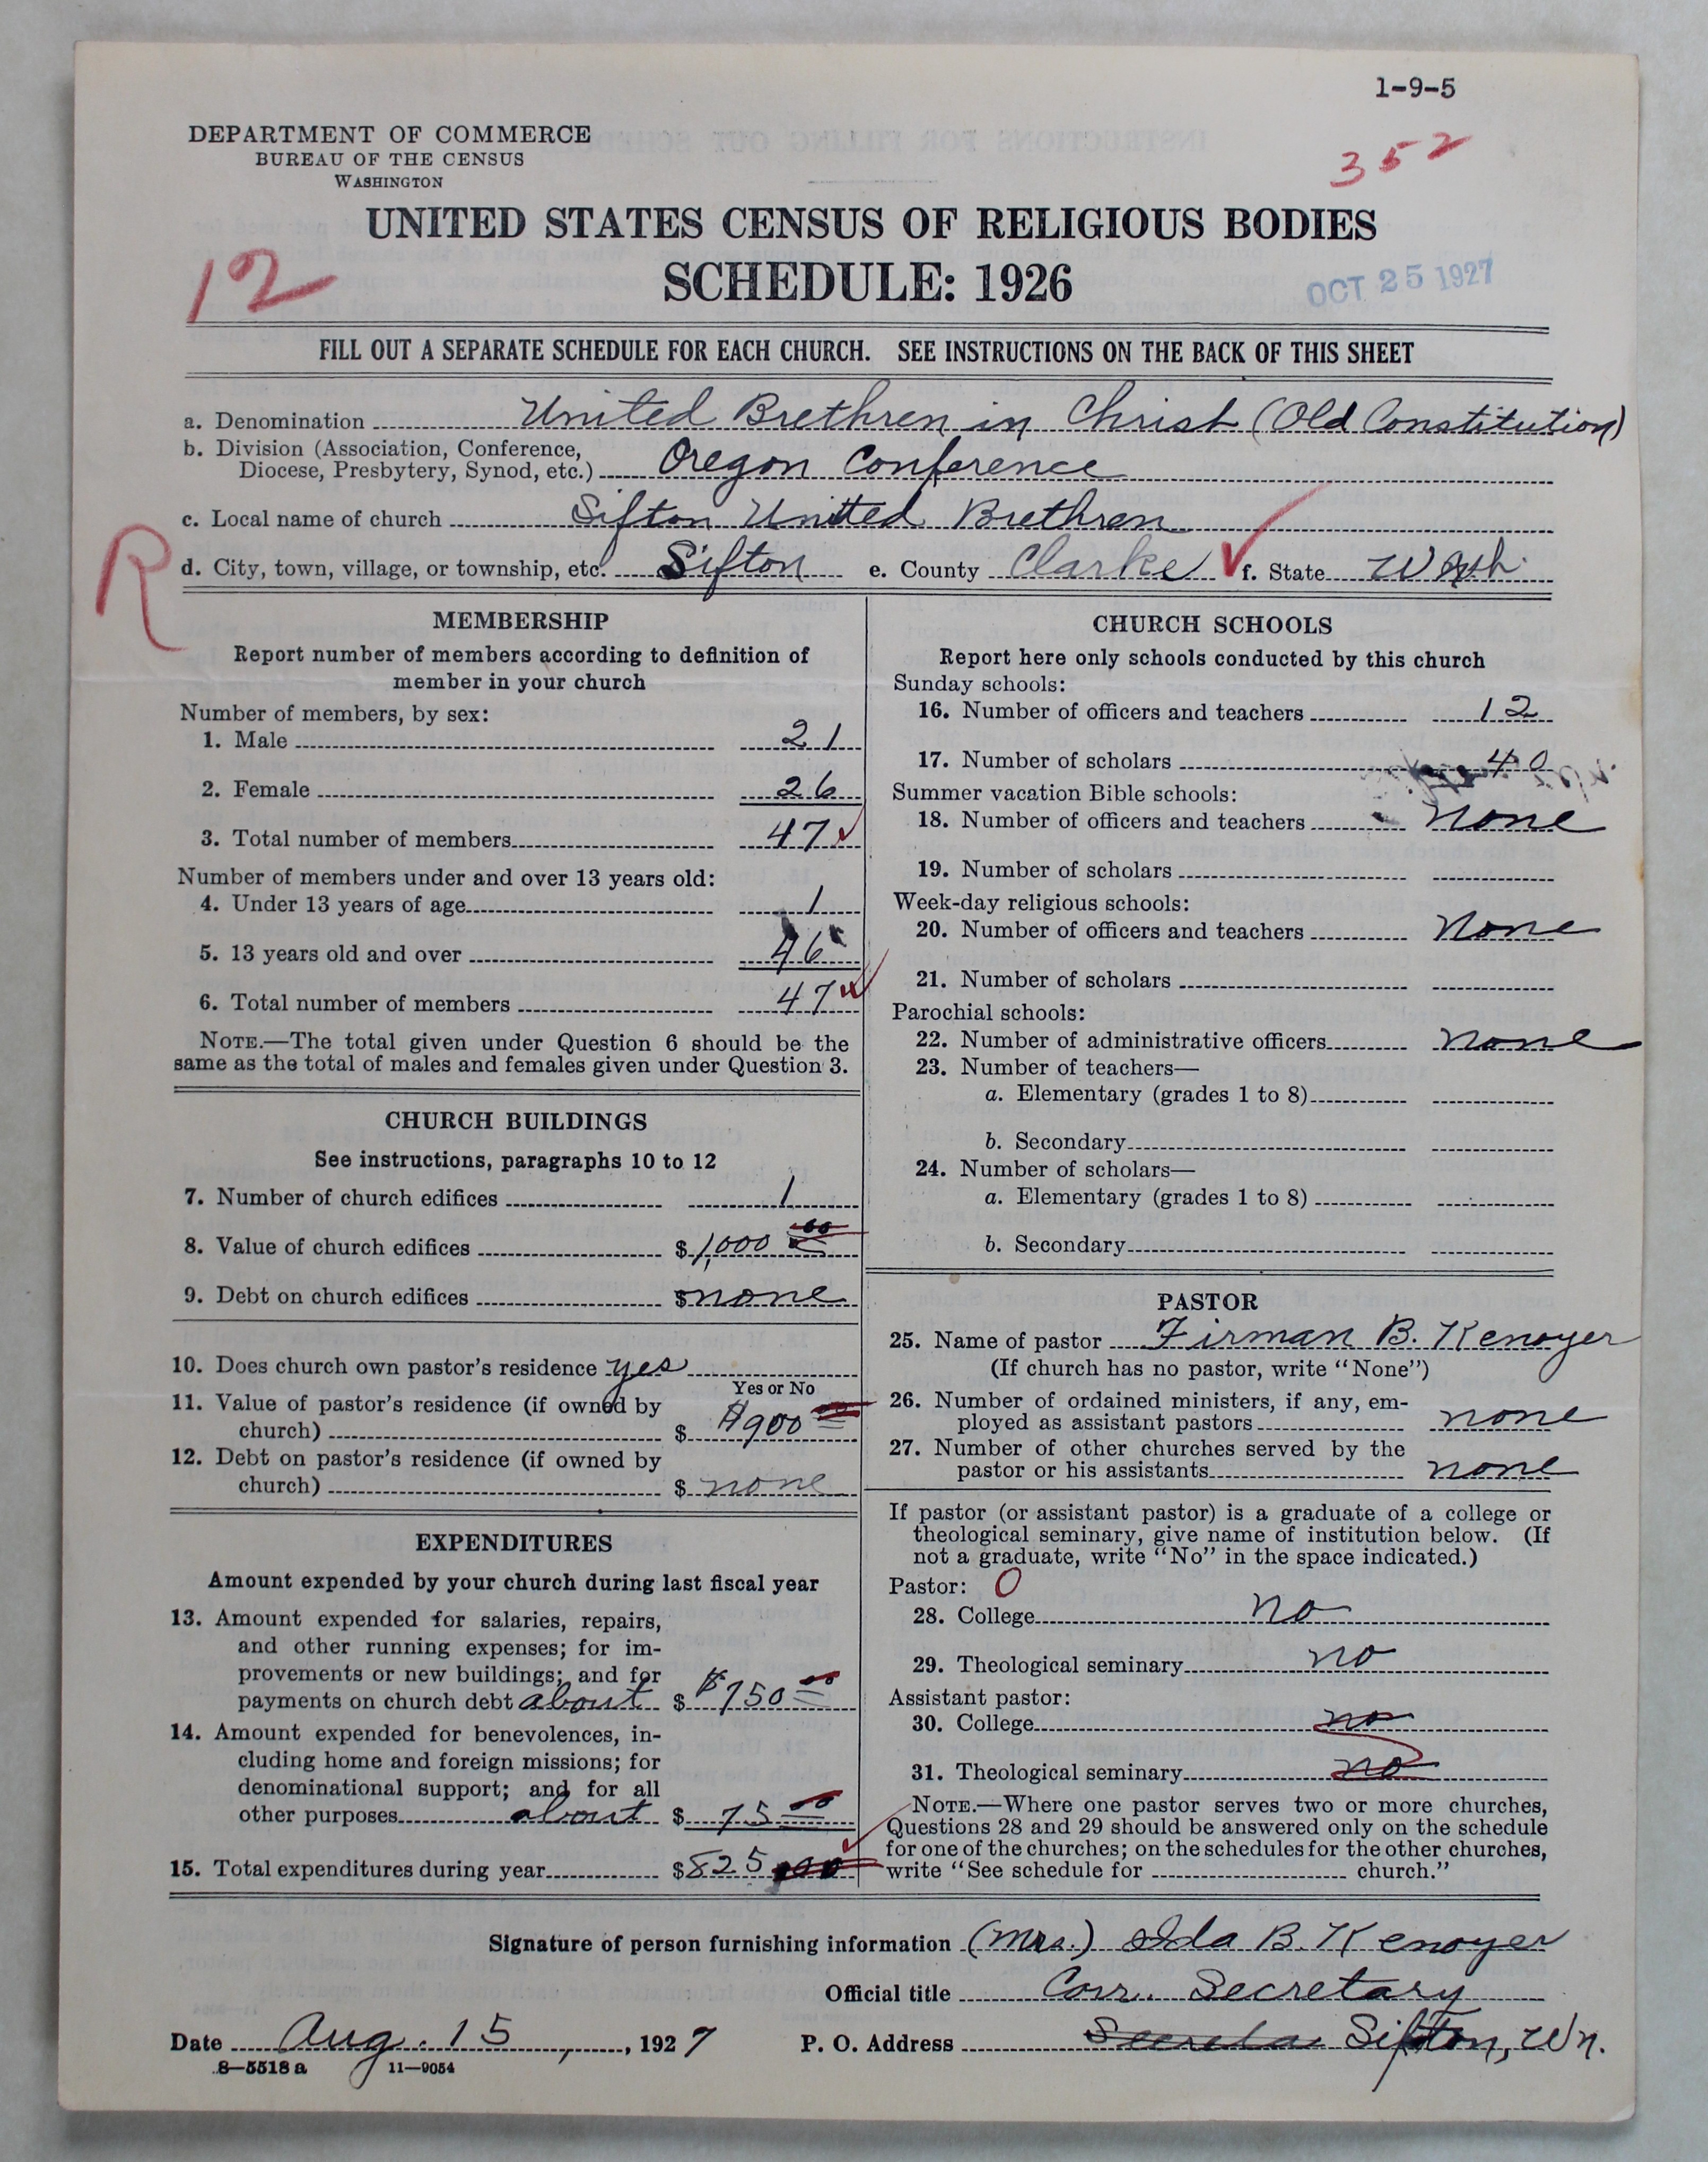 1-9-5
352
DEPARTMENT OF COMMERCE
BUREAU OF THE CENSUS
WASHINGTON
UNITED STATES CENSUS OF RELIGIOUS BODIES
SCHEDULE: 1926
12
OCT 25 1927
FILL OUT A SEPARATE SCHEDULE FOR EACH CHURCH. SEE INSTRUCTIONS ON THE BACK OF THIS SHEET
a. Denomination United Brethren in Christ (Old Constitution)
b. Division (Association, Conference,
Diocese, Presbytery, Synod, etc.) Oregon Conference
c. Local name of church Sifton United Brethren
R
d. City, town, village, or township, etc. Sifton e. County Clarke f. State Wash.
MEMBERSHIP
Report number of members according to definition of
member in your church
Number of members, by sex:
1. Male 21
2. Female 26
3. Total number of members 47
Number of members under and over 13 years old:
4. Under 13 years of age 1
5. 13 years old and over 46
6. Total number of members 47
NOTE.—The total given under Question 6 should be the
same as the total of males and females given under Question 3.
CHURCH BUILDINGS
See instructions, paragraphs 10 to 12
7. Number of church edifices 1
8. Value of church edifices $1,000 00
9. Debt on church edifices $none
10. Does church own pastor's residence yes
Yes or No
11. Value of pastor's residence (if owned by
church) $ $900 00
12. Debt on pastor's residence (if owned by
church) $ none
EXPENDITURES
Amount expended by your church during last fiscal year
13. Amount expended for salaries, repairs,
and other running expenses; for im-
provements or new buildings; and for
payments on church debt about $ $750 00
14. Amount expended for benevolences, in-
cluding home and foreign missions; for
denominational support; and for all
other purposes about $ 75 00
15. Total expenditures during year $825.00
CHURCH SCHOOLS
Report here only schools conducted by this church
Sunday schools:
16. Number of officers and teachers 12
17. Number of scholars 40
Summer vacation Bible schools:
18. Number of officers and teachers none
19. Number of scholars
Week-day religious schools:
20. Number of officers and teachers none
21. Number of scholars
Parochial schools:
22. Number of administrative officers none
23. Number of teachers—
a. Elementary (grades 1 to 8)
b. Secondary
24. Number of scholars—
a. Elementary (grades 1 to 8)
b. Secondary
PASTOR
25. Name of pastor Firman B. Kenoyer
(If church has no pastor, write "None")
26. Number of ordained ministers, if any, em-
ployed as assistant pastors none
27. Number of other churches served by the
pastor or his assistants none
If pastor (or assistant pastor) is a graduate of a college or
theological seminary, give name of institution below. (If
not a graduate, write "No" in the space indicated.)
Pastor: 0
28. College no
29. Theological seminary no
Assistant pastor:
30. College no
31. Theological seminary no
NOTE.—Where one pastor serves two or more churches,
Questions 28 and 29 should be answered only on the schedule
for one of the churches; on the schedules for the other churches,
write "See schedule for church."
Signature of person furnishing information (Mrs.) Ida B. Kenoyer
Official title Corr. Secretary
Date Aug. 15, 1927 P. O. Address Secreta Sifton, Wn.
8—5518 a 11—9054